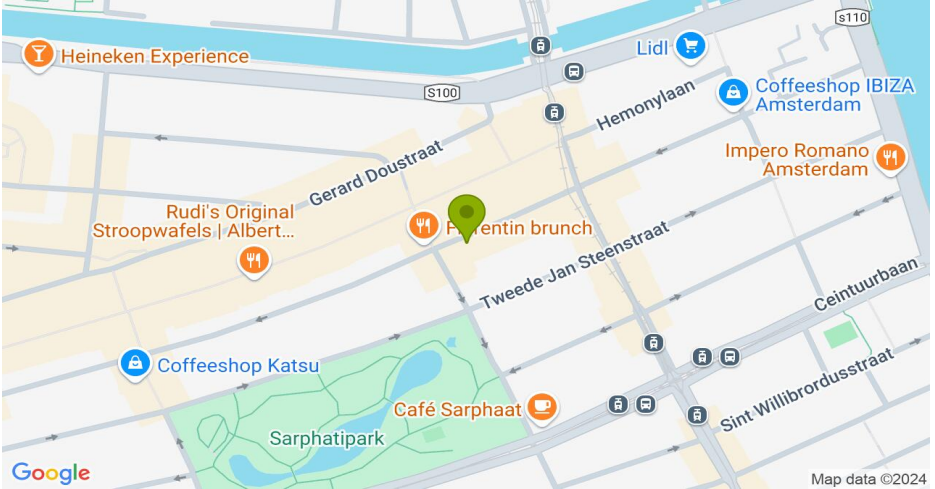 s110
Lidl
Heineken Experience
S100
Coffeeshop IBIZA
Amsterdam
Hemonylaan
Gerard Doustraat
Impero Romano
Amsterdam
Rudi's Original
Stroopwafels | Albert...
brunch
Tweede Jan Steenstraat
Ceintuurbaan
Coffeeshop Katsu
Sint Willibrordusstraat
Café Sarphaat
Sarphatipark
Google
Map data ©2024